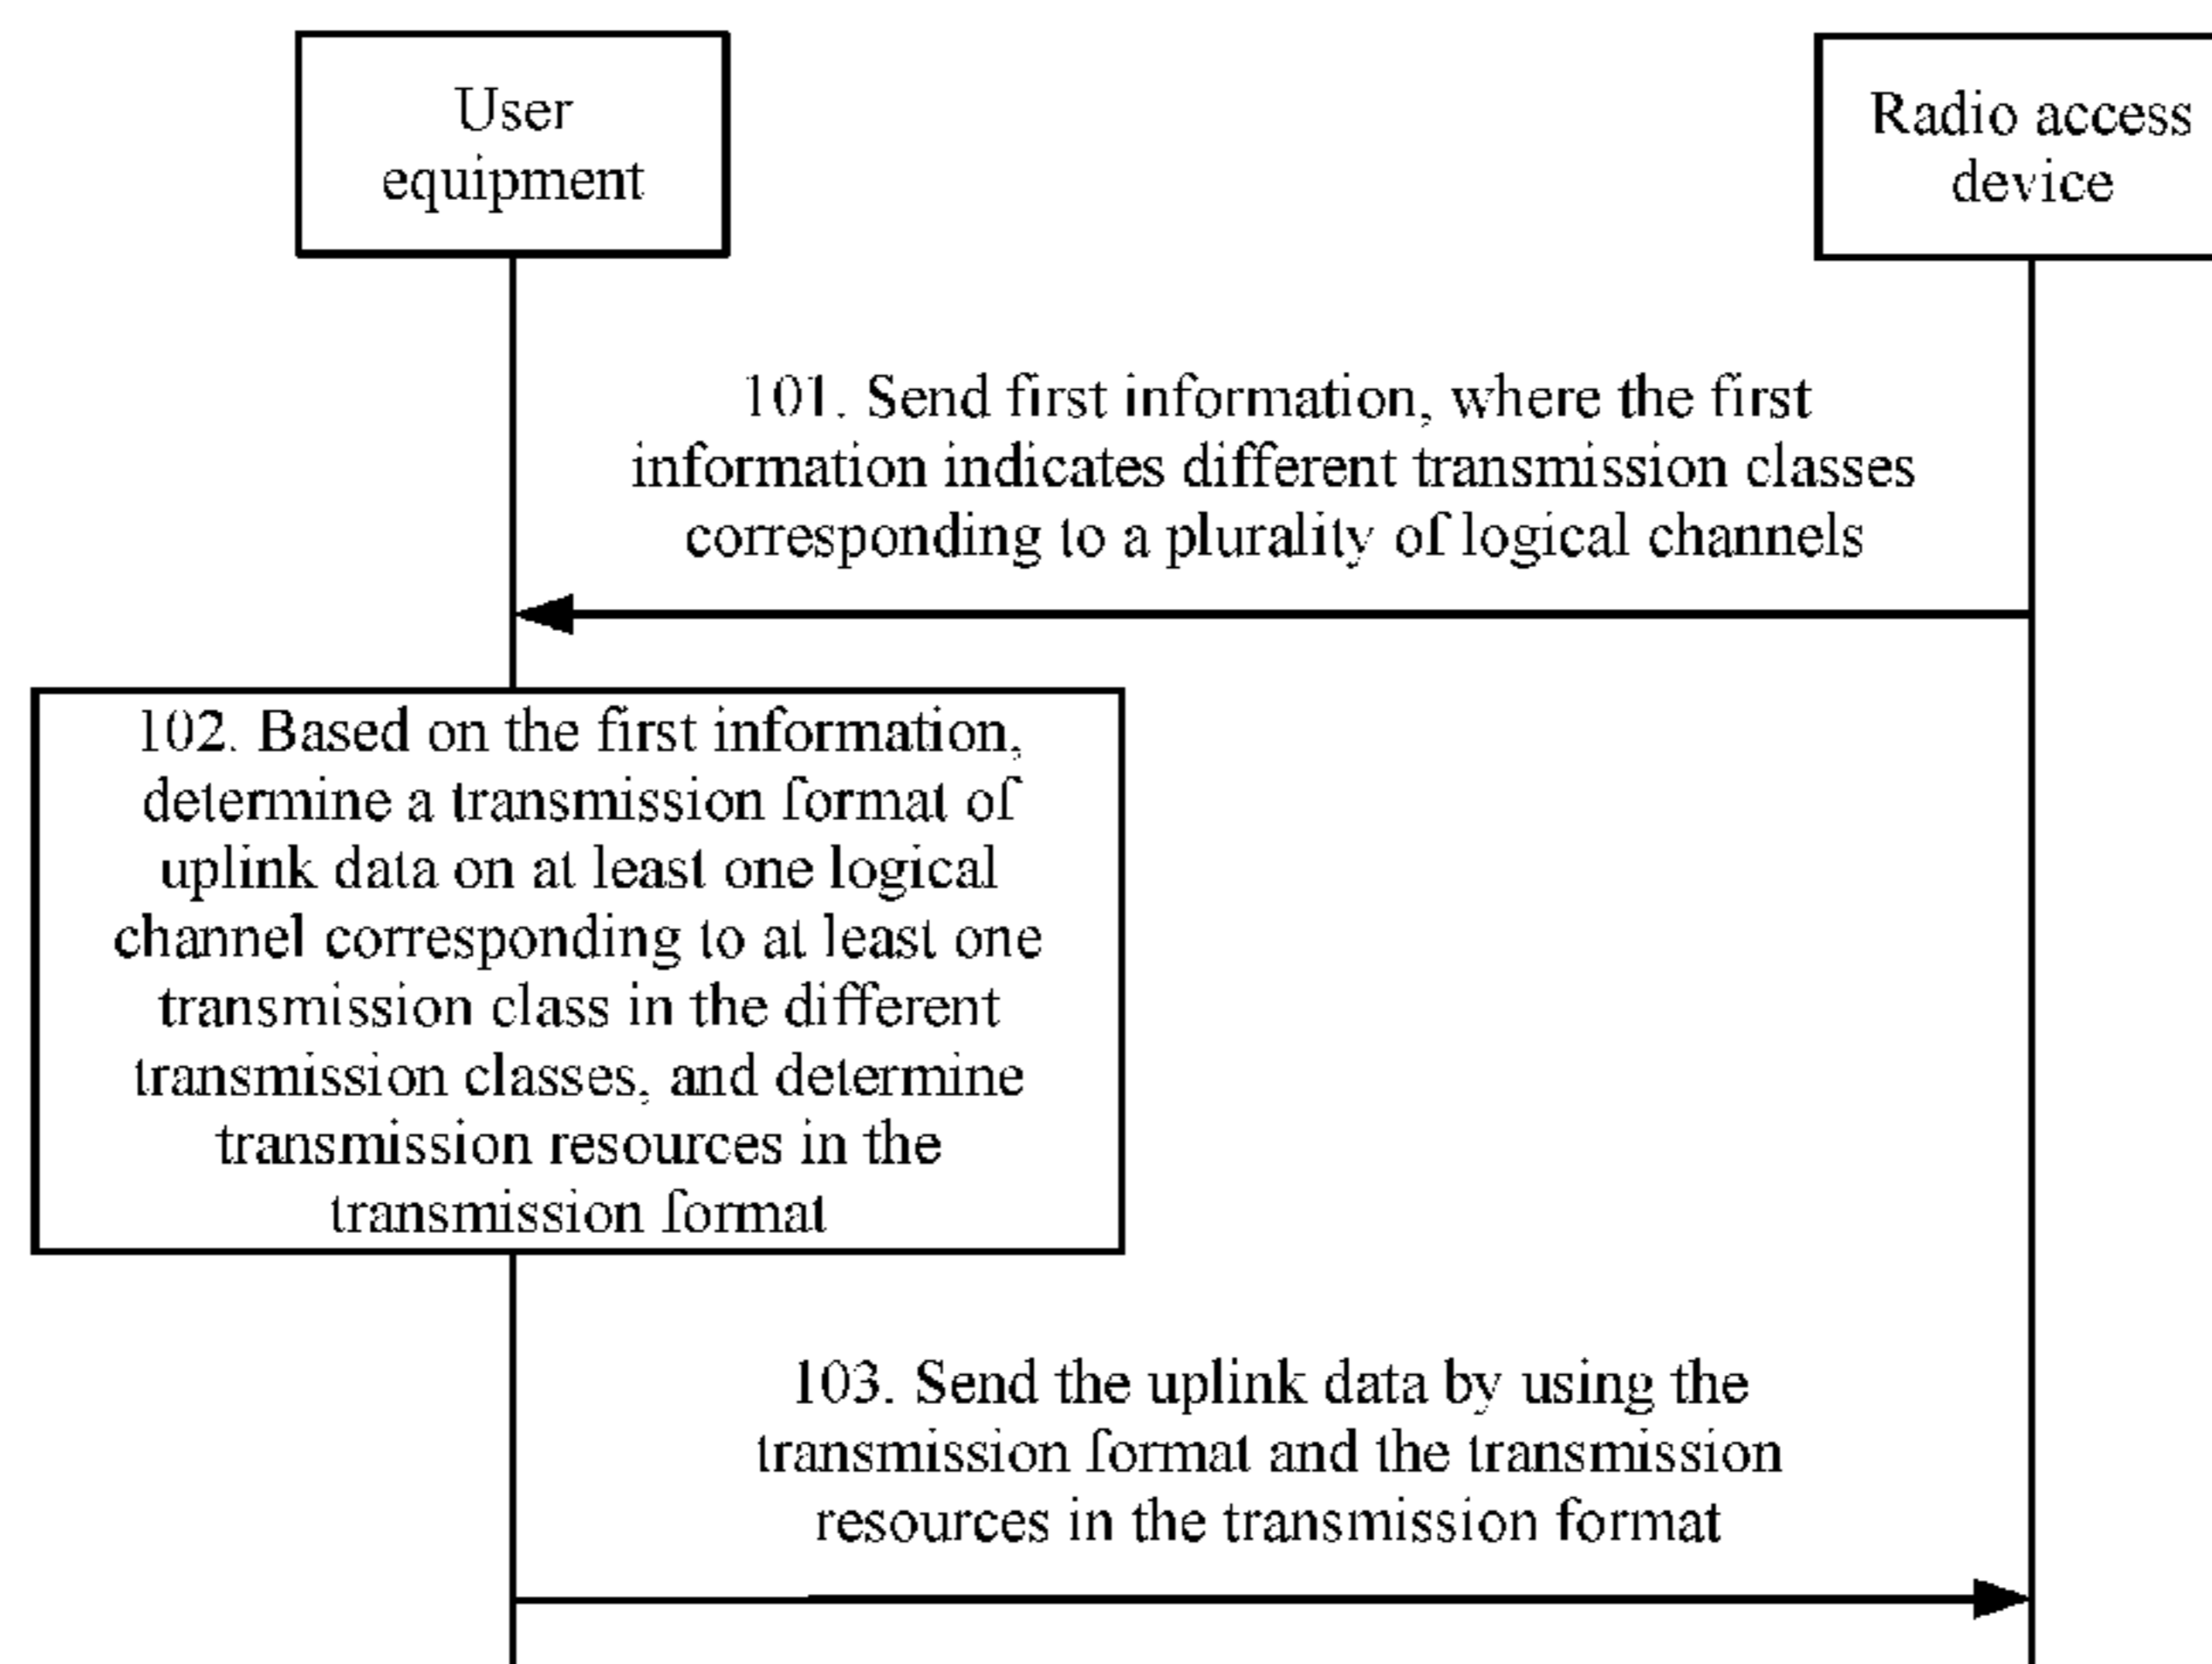 User
equipment
Radio access
device
101. Send first information, where the first
information indicates different transmission classes
corresponding to a plurality of logical channels
102. Based on the first information,
determine a transmission format of
uplink data on at least one logical
channel corresponding to at least one
transmission class in the different
transmission classes, and determine
transmission resources in the
transmission format
103. Send the uplink data by using the
transmission format and the transmission
resources in the transmission format